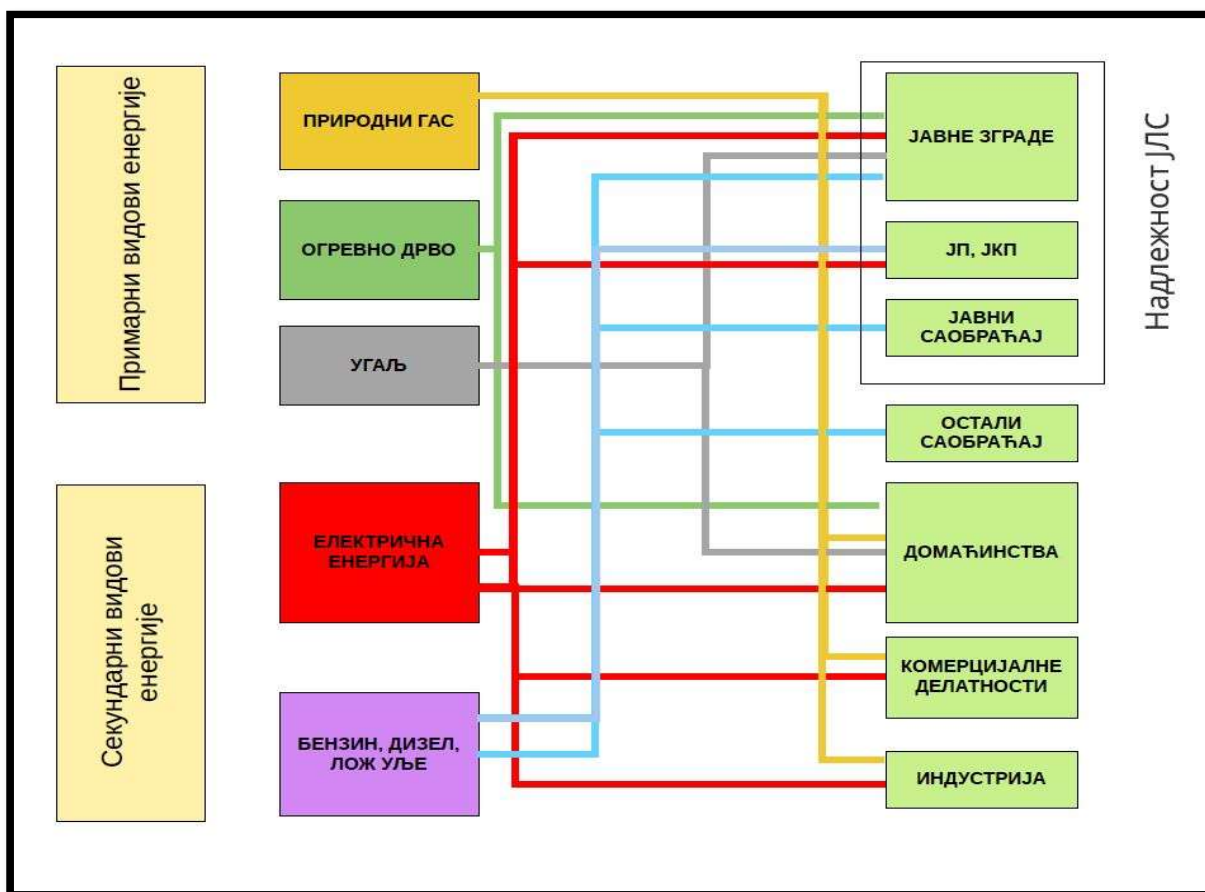 Примарни видови енергије
Секундарни видови
енергије
ПРИРОДНИ ГАС
ОГРЕВНО ДРВО
УГАЉ
ЕЛЕКТРИЧНА
ЕНЕРГИЈА
БЕНЗИН, ДИЗЕЛ,
ЛОЖ УЉЕ
ЈАВНЕ ЗГРАДЕ
ЈП, ЈКП
ЈАВНИ
САОБРАЋАЈ
ОСТАЛИ
САОБРАЋАЈ
ДОМАЋИНСТВА
КОМЕРЦИЈАЛНЕ
ДЕЛАТНОСТИ
ИНДУСТРИЈА
Надлежност ЈЛС